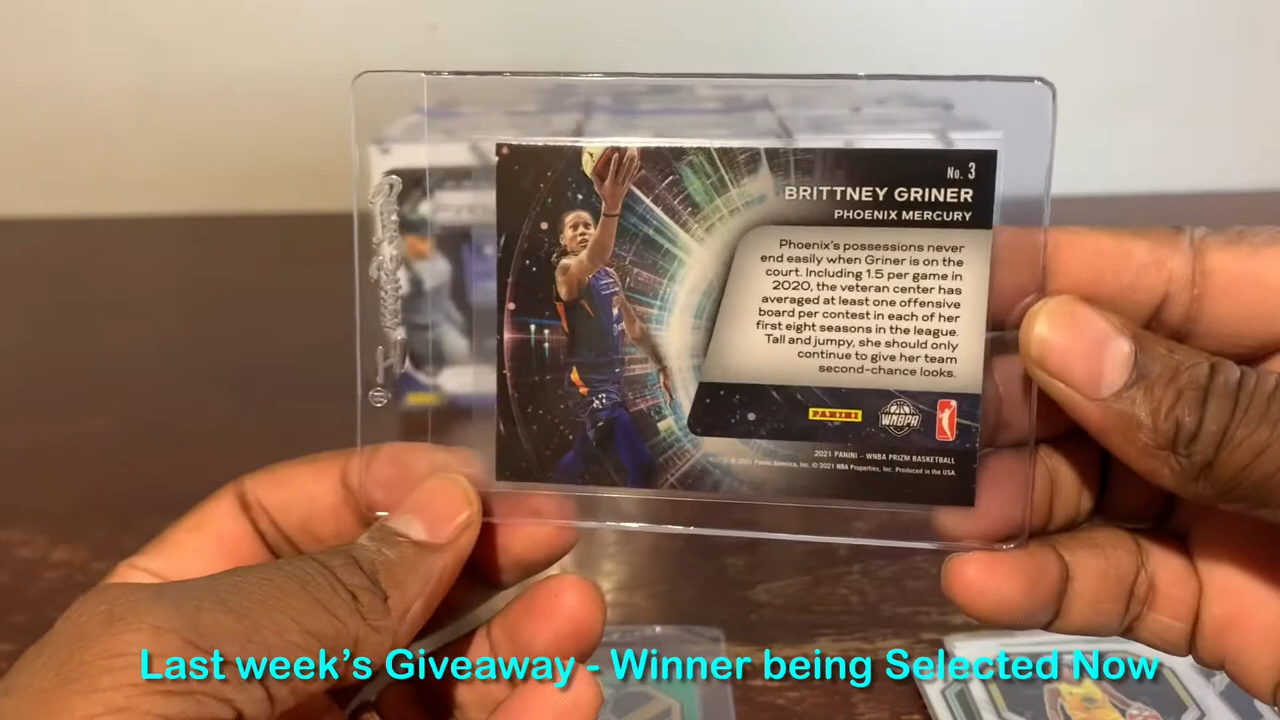 No. 3
BRITTNEY GRINER
PHOENIX MERCURY
Phoenix's possessions never
end easily when Griner is on the
court. Including 1.5 per game in
2020, the veteran center has
averaged at least one offensive
board per contest in each of her
first eight seasons in the league.
Tall and jumpy, she should only
continue to give her team
second-chance looks.
PANINI
WNBPA
2021 PANINI – WNBA PRIZM BASKETBALL
© 2021 Panini America, Inc. © 2021 NBA Properties, Inc. Produced in the USA.
Last week's Giveaway - Winner being Selected Now